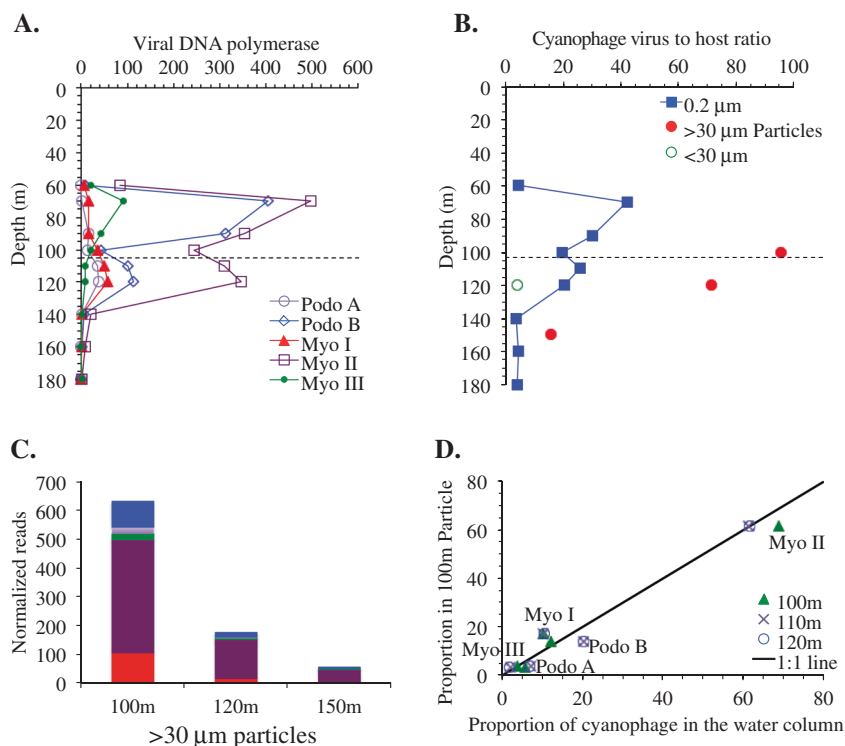 A.
Viral DNA polymerase
0 100 200 300 400 500 600
0
20
40
60
80
100
120
140
160
180
Depth (m)
Podo A
Podo B
Myo I
Myo II
Myo III
B.
Cyanophage virus to host ratio
0 20 40 60 80 100
0
20
40
60
80
100
120
140
160
180
Depth (m)
0.2 µm
>30 µm Particles
<30 µm
C.
700
600
500
400
300
200
100
0
Normalized reads
100m 120m 150m
>30 µm particles
D.
80
60
40
20
0
Proportion in 100m Particle
Myo II
Myo I
Myo III
Podo B
Podo A
100m
110m
120m
1:1 line
0 20 40 60 80
Proportion of cyanophage in the water column